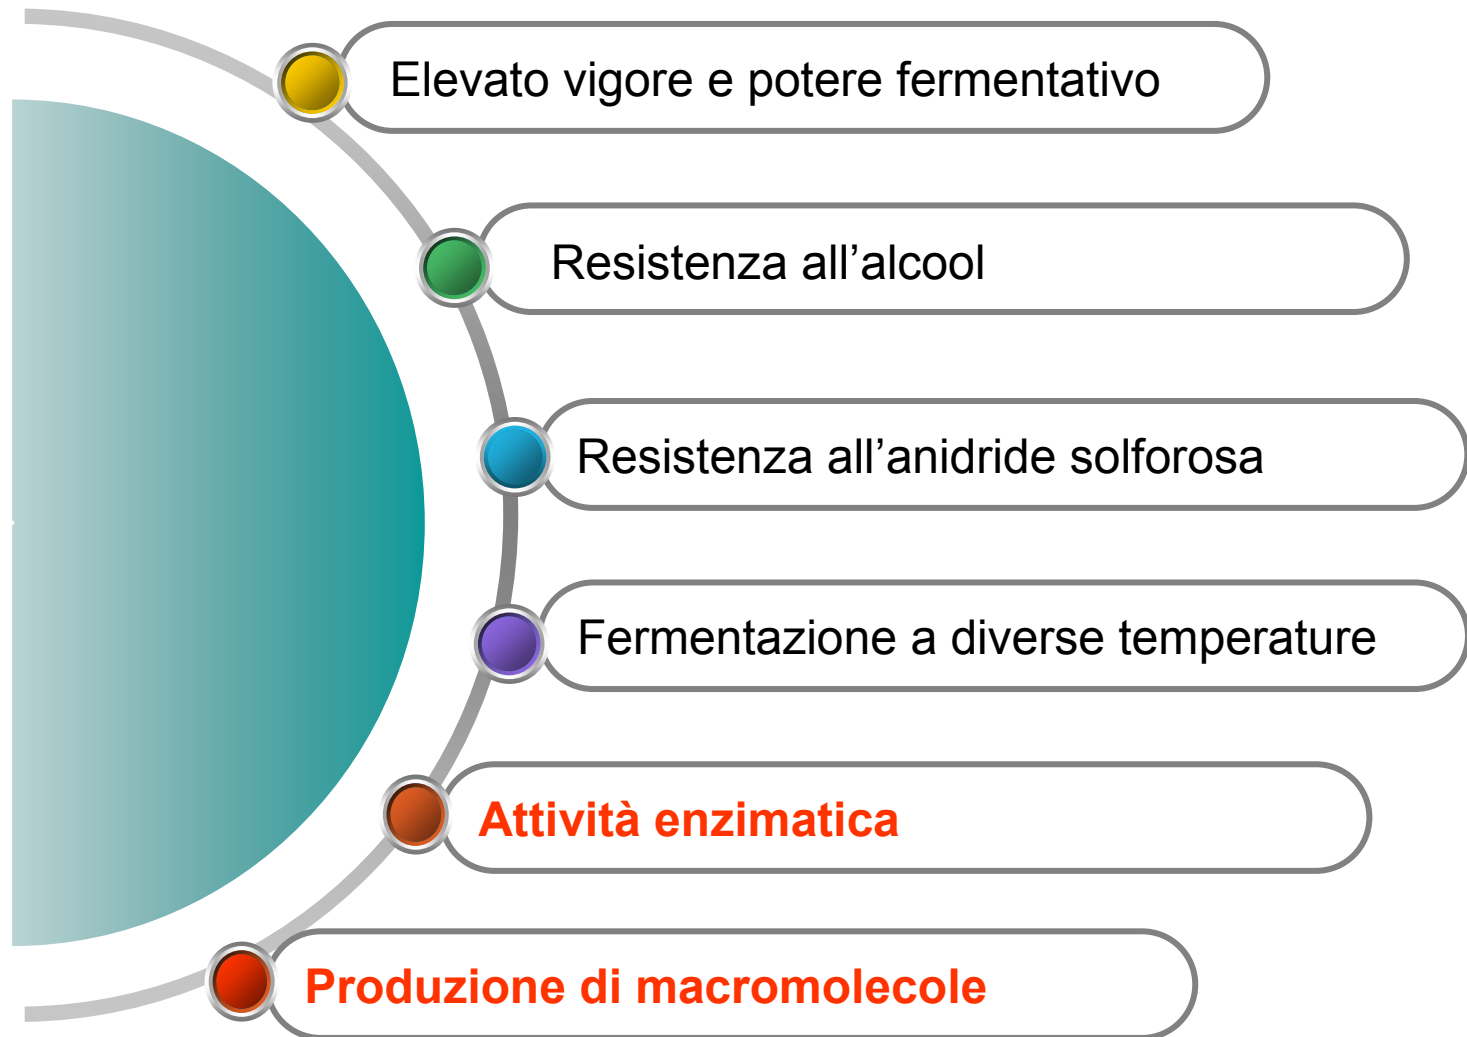 Elevato vigore e potere fermentativo
Resistenza all’alcool
Resistenza all’anidride solforosa
Fermentazione a diverse temperature
Attività enzimatica
Produzione di macromolecole